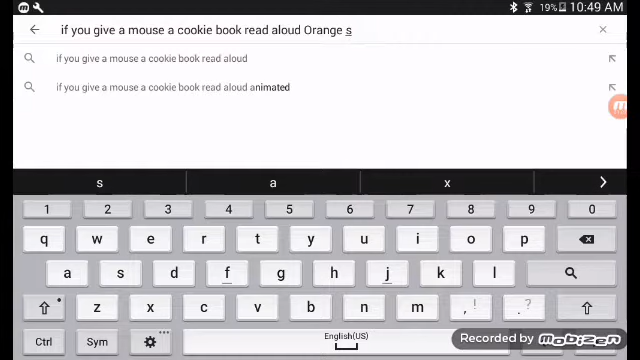 19% 10:49 AM
if you give a mouse a cookie book read aloud Orange s
if you give a mouse a cookie book read aloud
if you give a mouse a cookie book read aloud animated
s a x
1 2 3 4 5 6 7 8 9 0
q w e r t y u i o p
a s d f g h j k l
z x c v b n m , ! . ?
Ctrl Sym English(US)
Recorded by mobizen